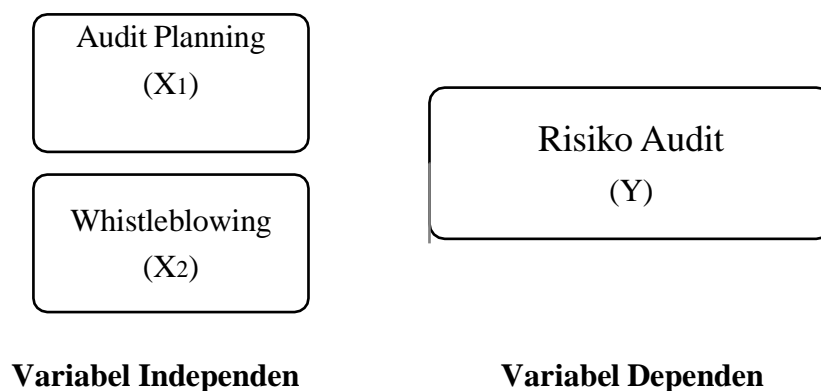 Audit Planning
(X1)
Whistleblowing
(X2)
Risiko Audit
(Y)
Variabel Independen
Variabel Dependen